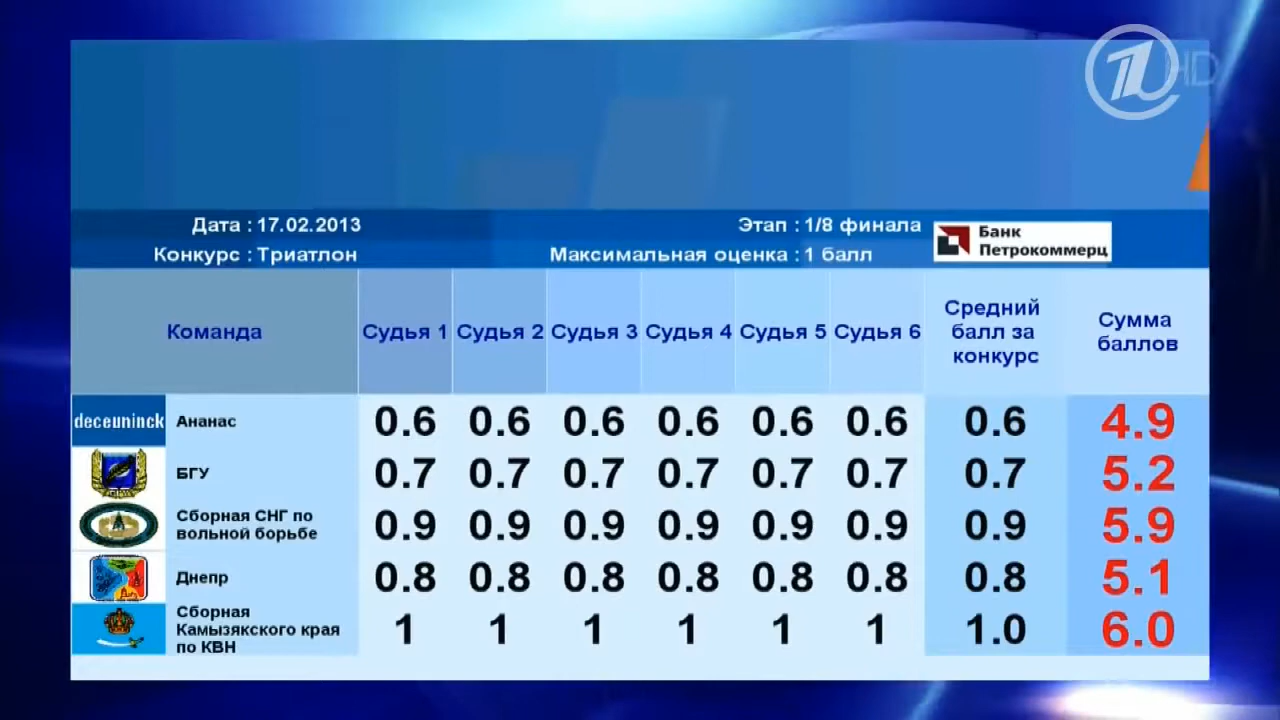 1 HD
Дата : 17.02.2013 Этап : 1/8 финала
Конкурс : Триатлон Максимальная оценка : 1 балл
Банк
Петрокоммерц
Команда Судья 1 Судья 2 Судья 3 Судья 4 Судья 5 Судья 6 Средний балл за конкурс Сумма баллов
deceuninck Ананас 0.6 0.6 0.6 0.6 0.6 0.6 0.6 4.9
БГУ 0.7 0.7 0.7 0.7 0.7 0.7 0.7 5.2
Сборная СНГ по вольной борьбе 0.9 0.9 0.9 0.9 0.9 0.9 0.9 5.9
Днепр 0.8 0.8 0.8 0.8 0.8 0.8 0.8 5.1
Сборная Камызякского края по КВН 1 1 1 1 1 1 1.0 6.0